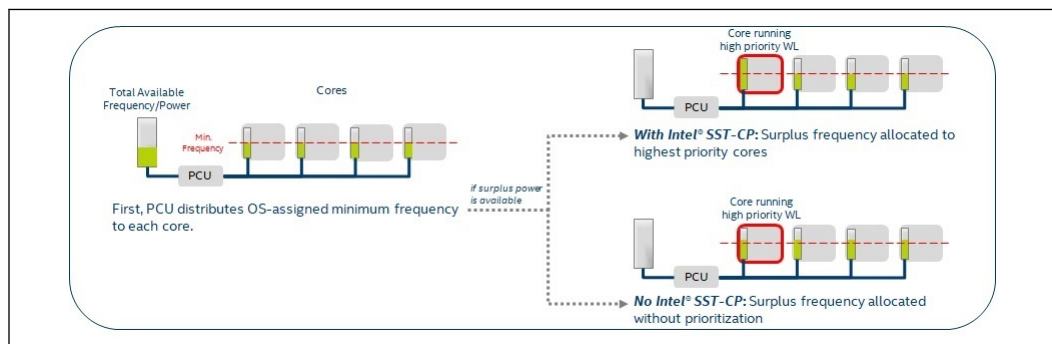 Total Available
Frequency/Power
Cores
Min.
Frequency
PCU
First, PCU distributes OS-assigned minimum frequency
to each core.
if surplus power
is available
Core running
high priority WL
PCU
With Intel® SST-CP: Surplus frequency allocated to
highest priority cores
Core running
high priority WL
PCU
No Intel® SST-CP: Surplus frequency allocated
without prioritization